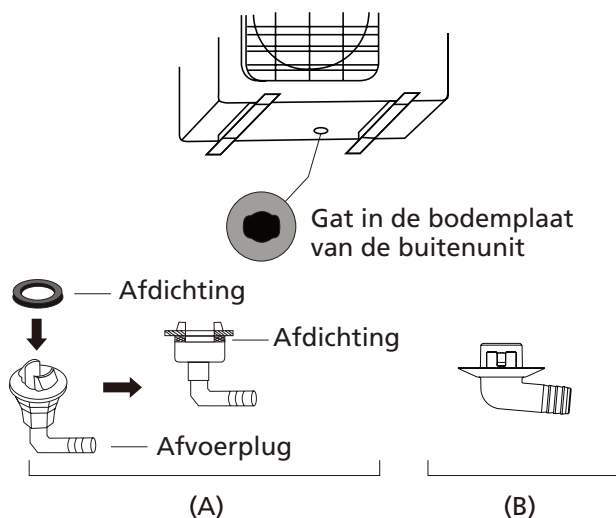 Gat in de bodemplaat
van de buitenunit
Afdichting
Afdichting
Afvoerplug
(A)
(B)